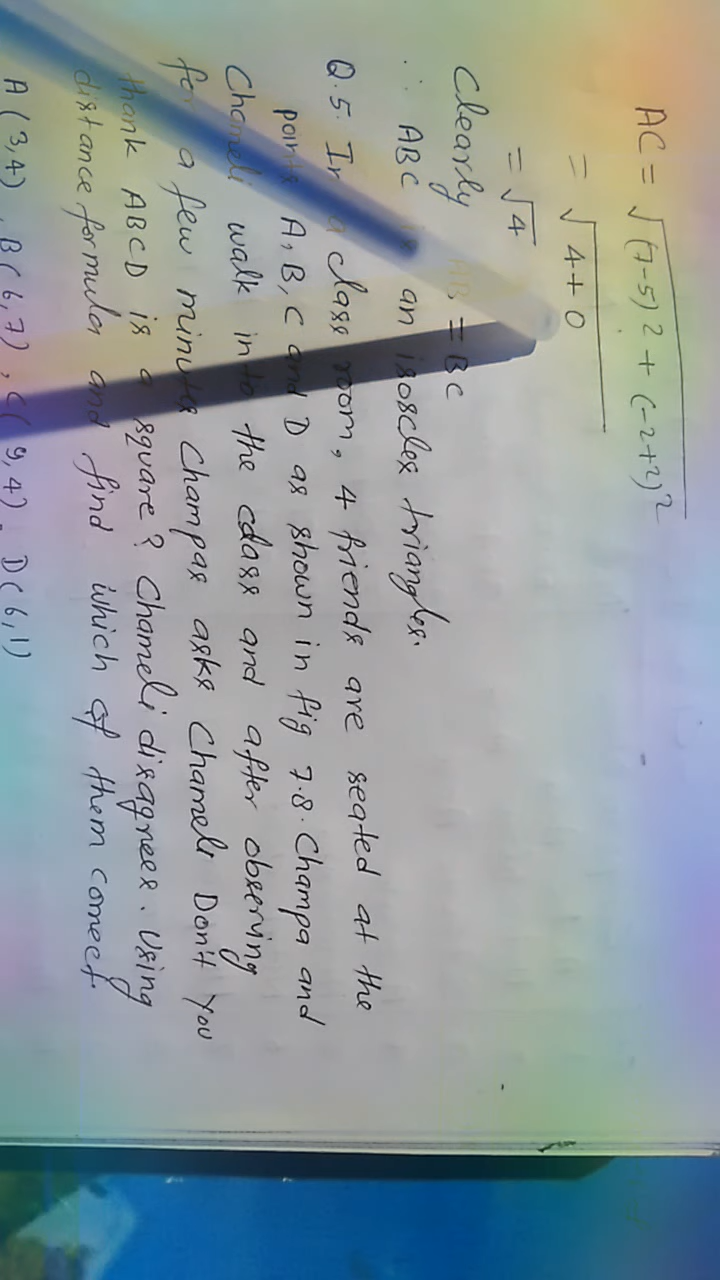 AC = √(7-5)2 + (-2+2)2
= √4+0
= √4
Clearly AB = BC
∴ ABC is an isoscles triangles.
Q.5. In a class room, 4 friends are seated at the
points A, B, C and D as shown in fig 7.8. Champa and
Chameli walk into the class and after observing
for a few minutes Champas asks Chameli Don't You
thank ABCD is a square? Chameli disagrees. Using
distance formula and find which of them correct.
A(3,4), B(6,7), C(9,4), D(6,1)